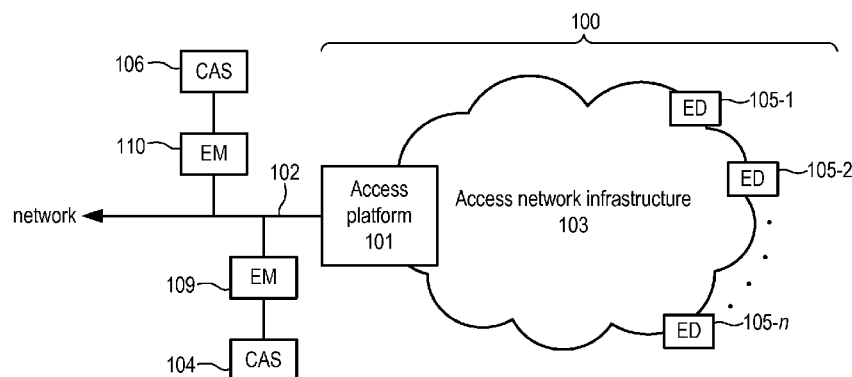 100
106
CAS
110
EM
102
network
Access
platform
101
Access network infrastructure
103
ED
105-1
ED
105-2
109
EM
104
CAS
ED
105-n